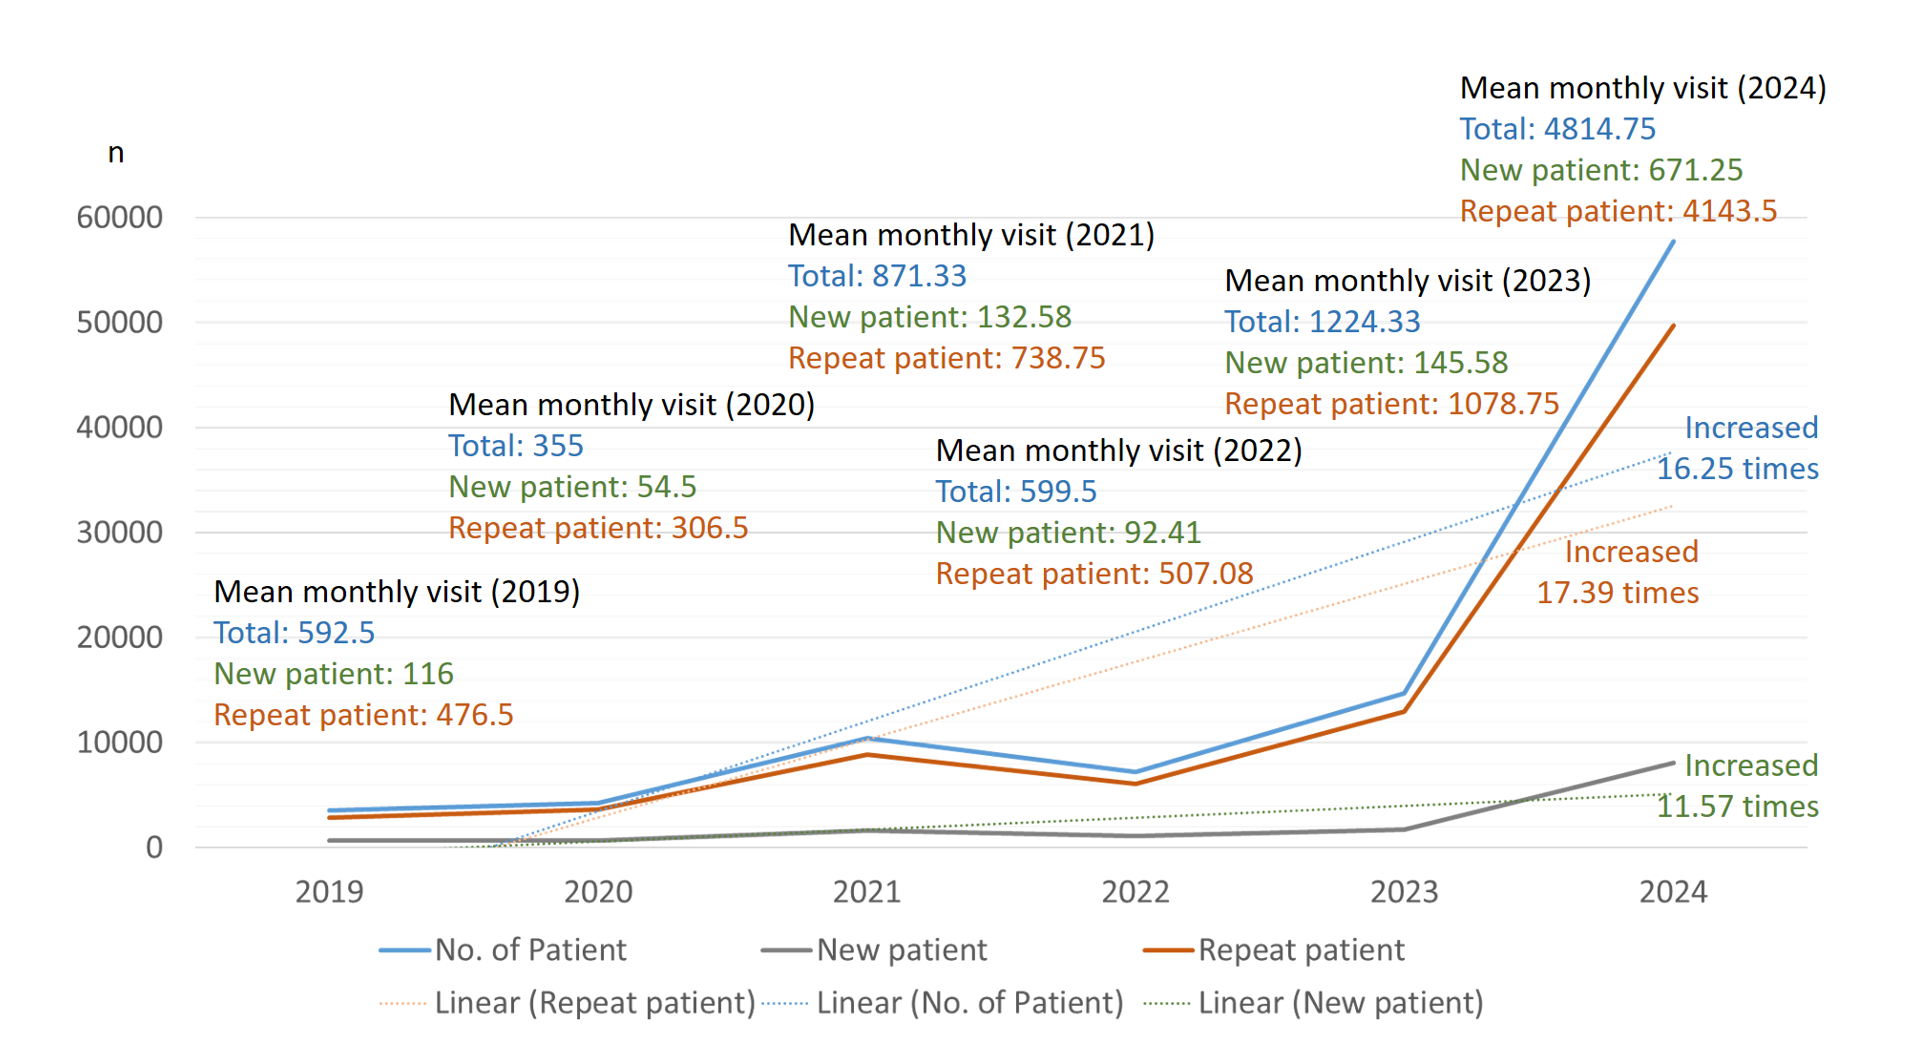 n
60000
50000
40000
30000
20000
10000
0
Mean monthly visit (2019)
Total: 592.5
New patient: 116
Repeat patient: 476.5
Mean monthly visit (2020)
Total: 355
New patient: 54.5
Repeat patient: 306.5
Mean monthly visit (2021)
Total: 871.33
New patient: 132.58
Repeat patient: 738.75
Mean monthly visit (2022)
Total: 599.5
New patient: 92.41
Repeat patient: 507.08
Mean monthly visit (2023)
Total: 1224.33
New patient: 145.58
Repeat patient: 1078.75
Mean monthly visit (2024)
Total: 4814.75
New patient: 671.25
Repeat patient: 4143.5
Increased
16.25 times
Increased
17.39 times
Increased
11.57 times
2019 2020 2021 2022 2023 2024
No. of Patient New patient Repeat patient
Linear (Repeat patient) Linear (No. of Patient) Linear (New patient)